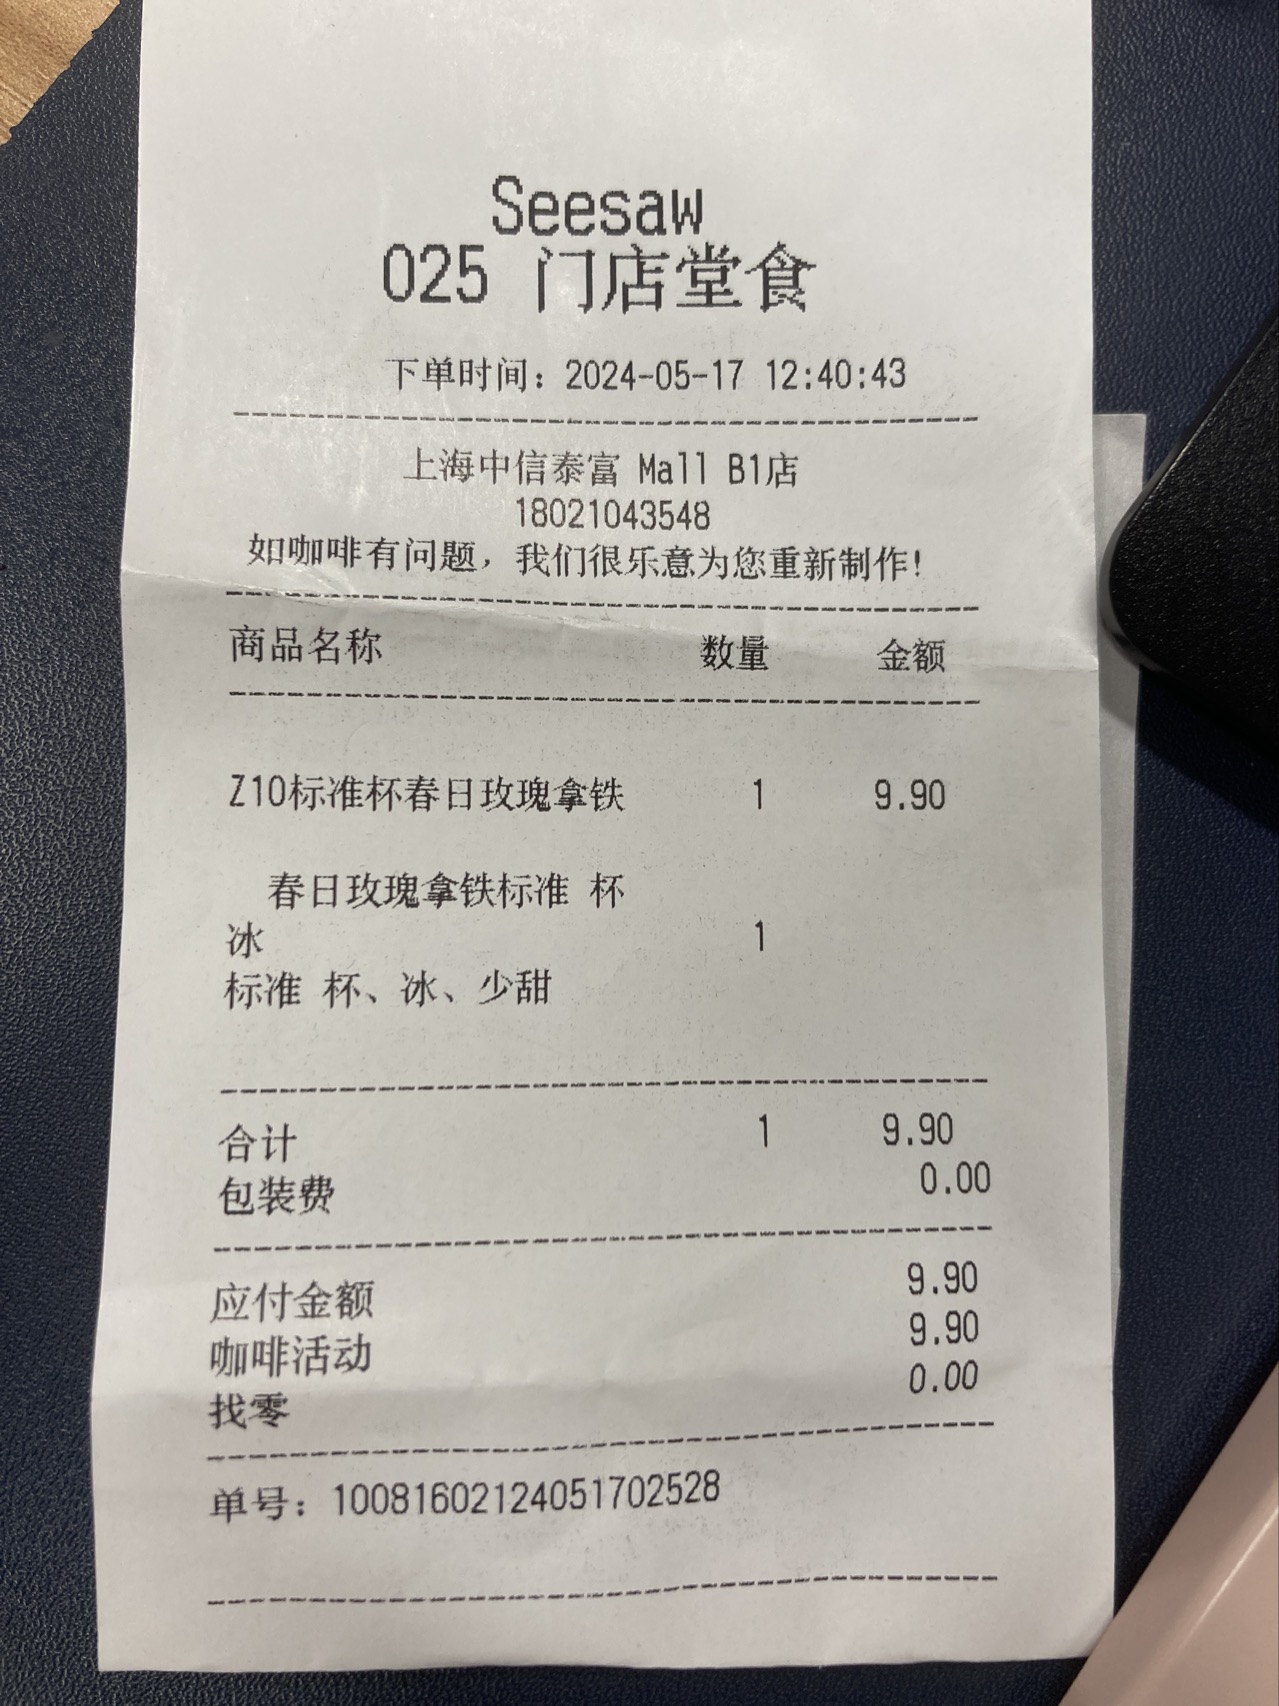 Seesaw
025 门店堂食
下单时间：2024-05-17 12:40:43
上海中信泰富 Mall B1店
18021043548
如咖啡有问题，我们很乐意为您重新制作！
商品名称 数量 金额
Z10标准杯春日玫瑰拿铁 1 9.90
春日玫瑰拿铁标准 杯
冰 1
标准 杯、冰、少甜
合计 1 9.90
包装费 0.00
应付金额 9.90
咖啡活动 9.90
找零 0.00
单号：10081602124051702528